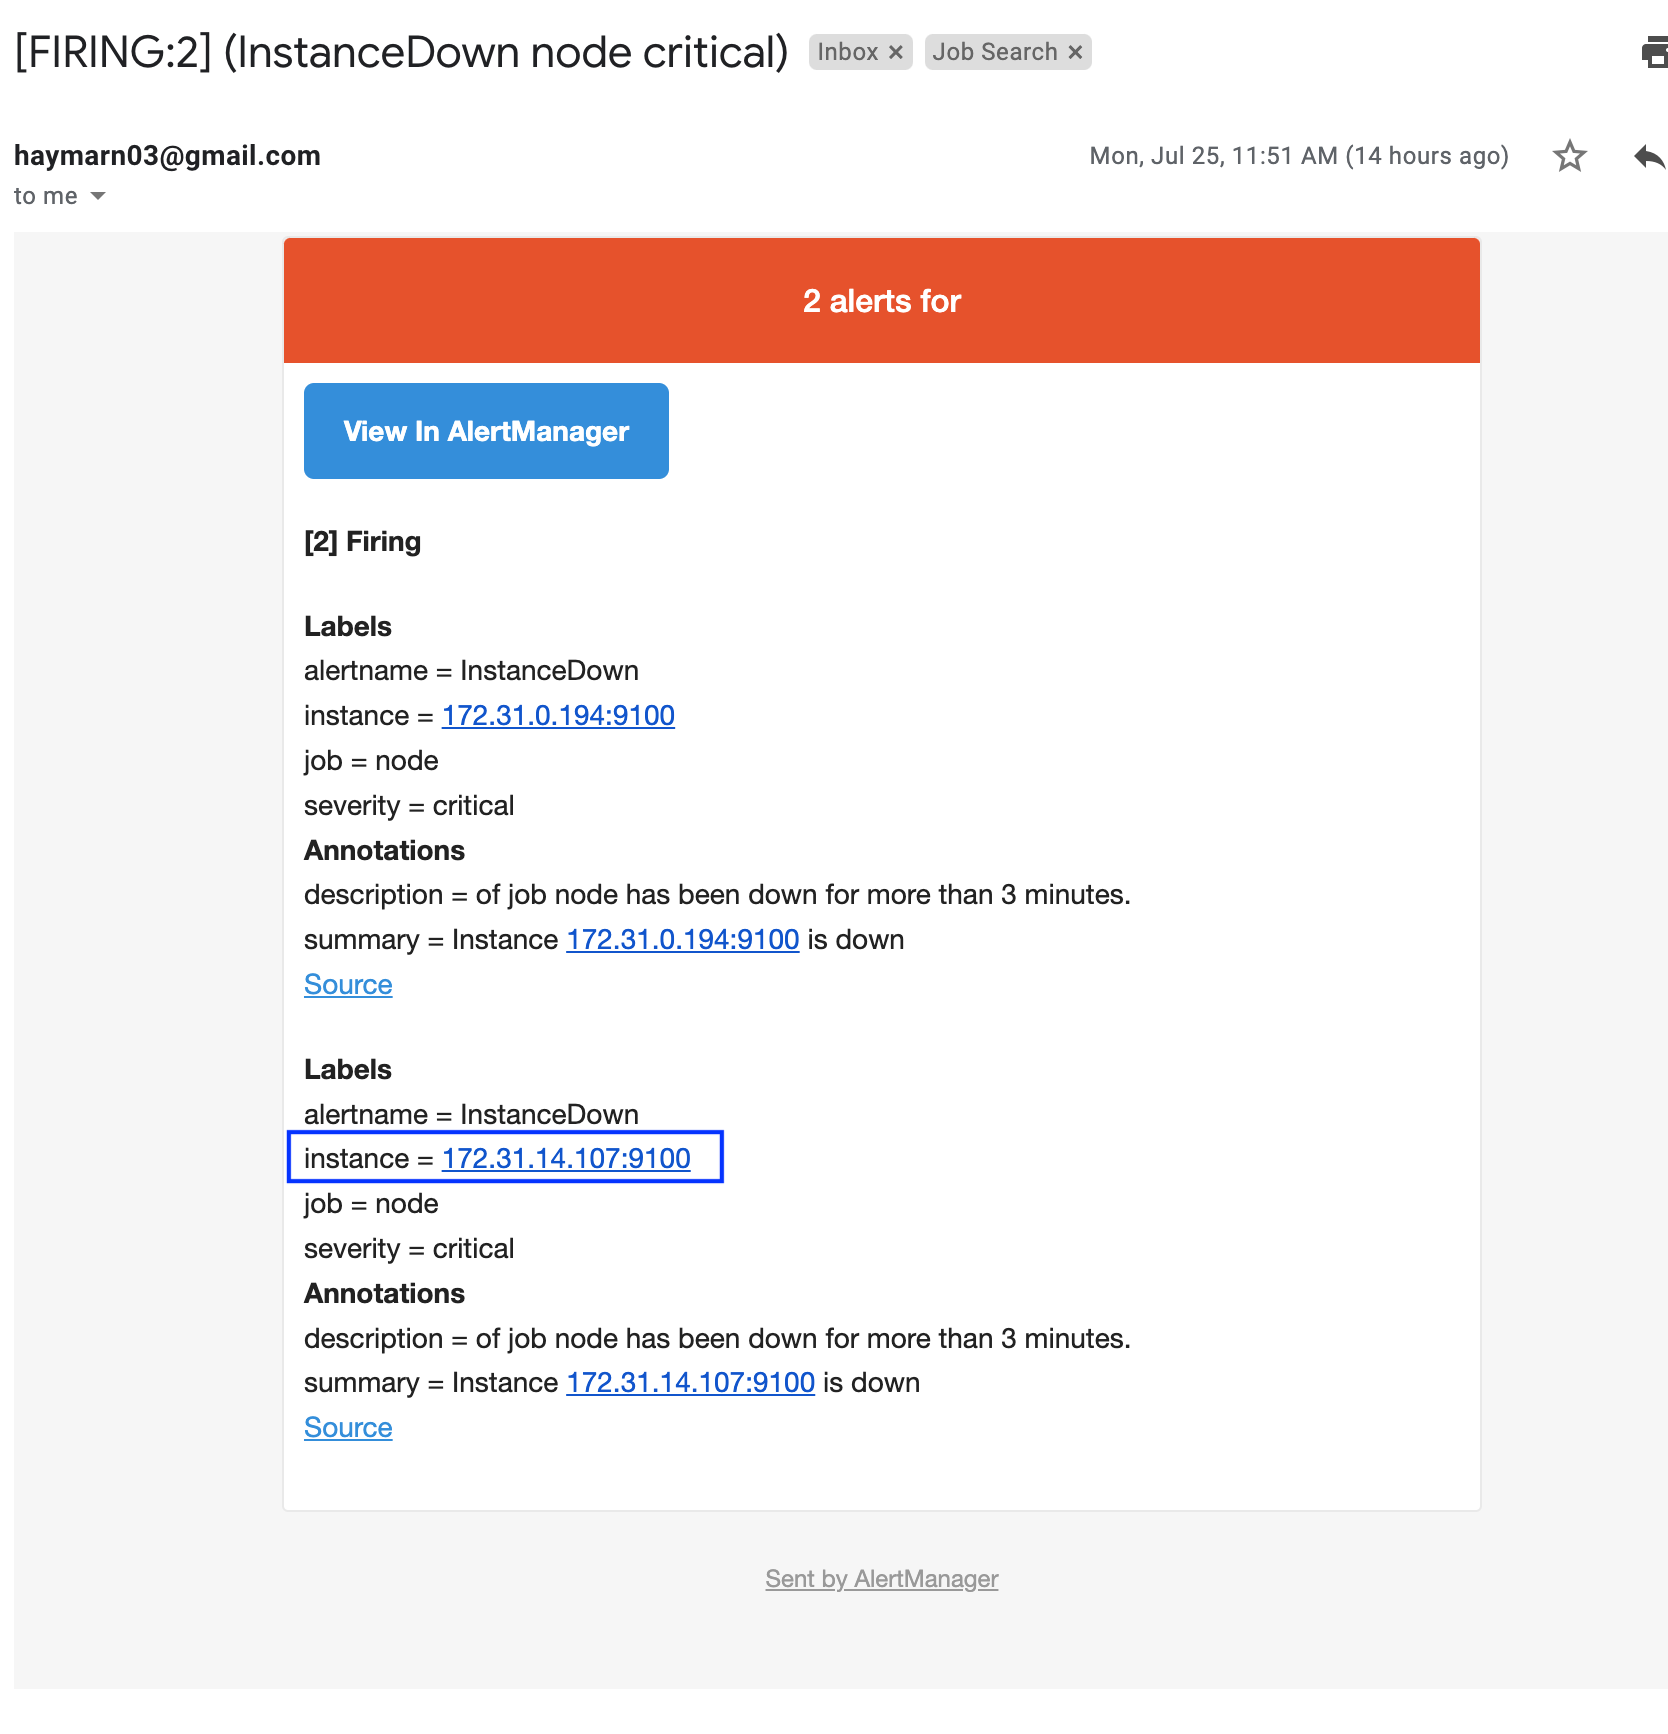 [FIRING:2] (InstanceDown node critical) Inbox × Job Search ×
haymarn03@gmail.com Mon, Jul 25, 11:51 AM (14 hours ago)
to me
2 alerts for
View In AlertManager
[2] Firing
Labels
alertname = InstanceDown
instance = 172.31.0.194:9100
job = node
severity = critical
Annotations
description = of job node has been down for more than 3 minutes.
summary = Instance 172.31.0.194:9100 is down
Source
Labels
alertname = InstanceDown
instance = 172.31.14.107:9100
job = node
severity = critical
Annotations
description = of job node has been down for more than 3 minutes.
summary = Instance 172.31.14.107:9100 is down
Source
Sent by AlertManager